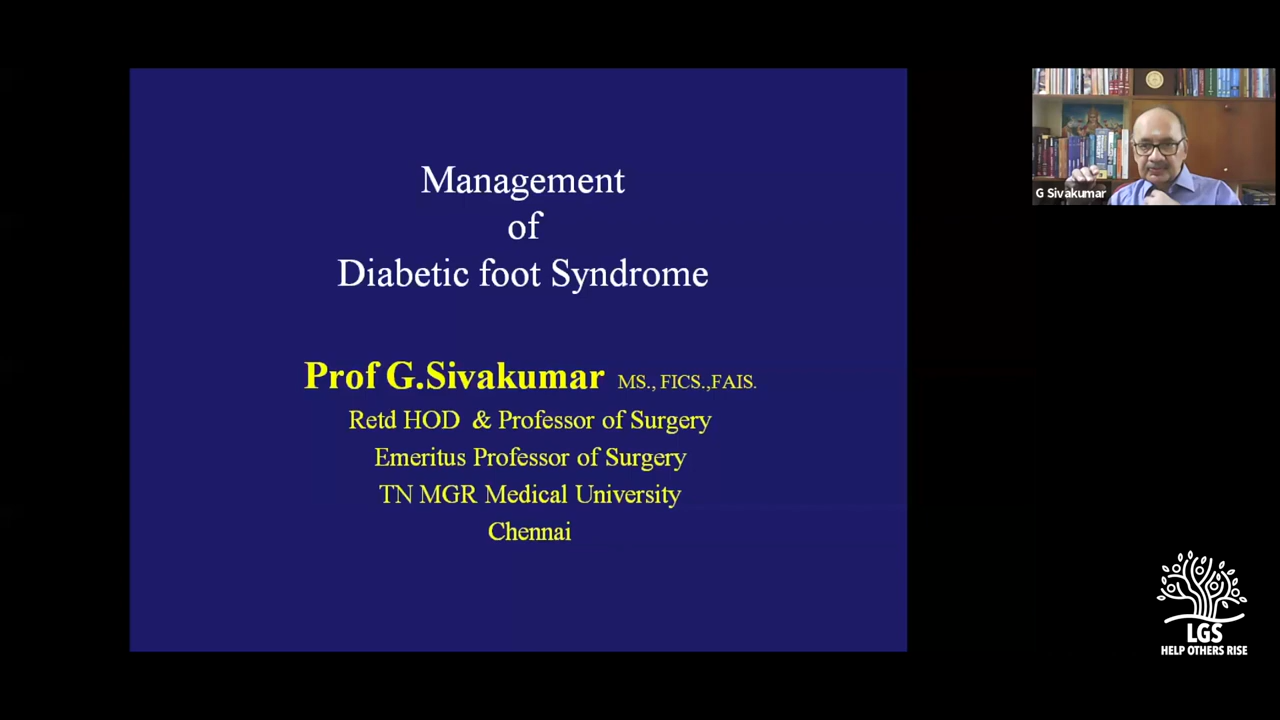 Management
of
Diabetic foot Syndrome
Prof G.Sivakumar MS., FICS.,FAIS.
Retd HOD & Professor of Surgery
Emeritus Professor of Surgery
TN MGR Medical University
Chennai
G Sivakumar
LGS
HELP OTHERS RISE